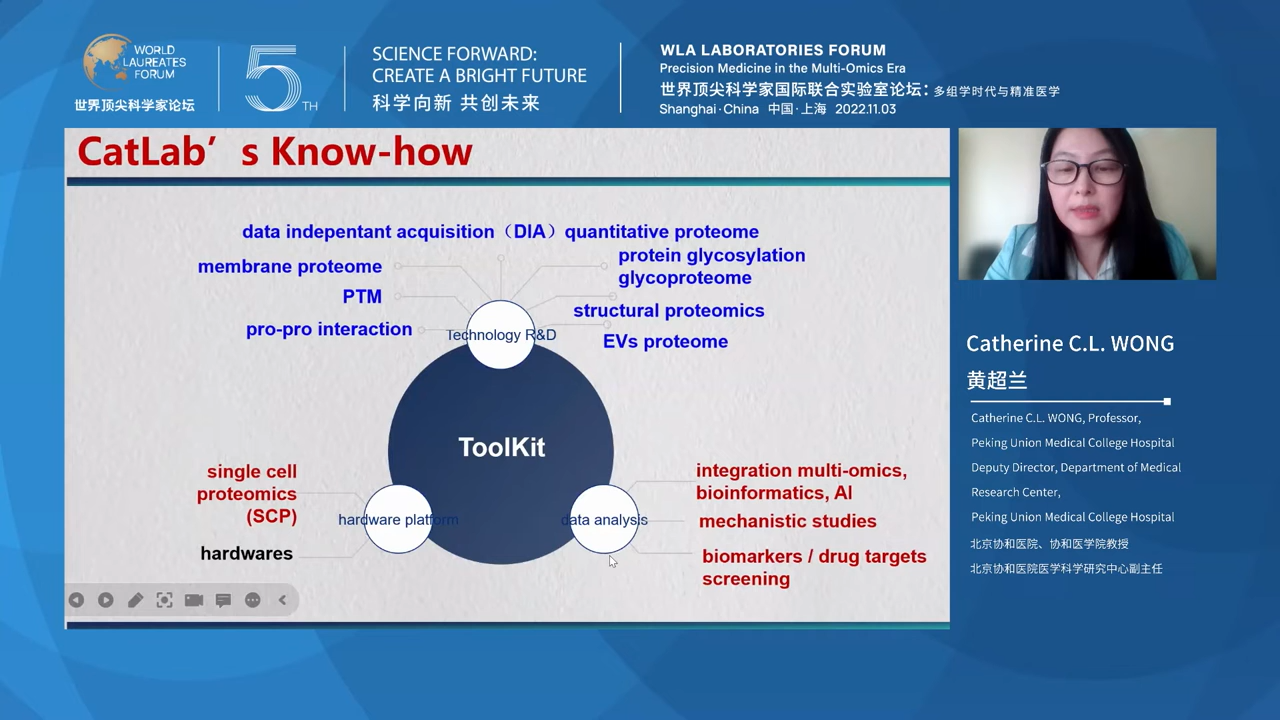 WORLD
LAUREATES
FORUM
世界顶尖科学家论坛
5TH
SCIENCE FORWARD:
CREATE A BRIGHT FUTURE
科学向新 共创未来
WLA LABORATORIES FORUM
Precision Medicine in the Multi-Omics Era
世界顶尖科学家国际联合实验室论坛：多组学时代与精准医学
Shanghai·China 中国·上海 2022.11.03
CatLab’s Know-how
data indepentant acquisition（DIA）quantitative proteome
membrane proteome
protein glycosylation
glycoproteome
PTM
structural proteomics
pro-pro interaction
Technology R&D
EVs proteome
ToolKit
single cell
proteomics
(SCP)
hardware platform
hardwares
data analysis
integration multi-omics,
bioinformatics, AI
mechanistic studies
biomarkers / drug targets
screening
Catherine C.L. WONG
黄超兰
Catherine C.L. WONG, Professor,
Peking Union Medical College Hospital
Deputy Director, Department of Medical
Research Center,
Peking Union Medical College Hospital
北京协和医院、协和医学院教授
北京协和医院医学科学研究中心副主任